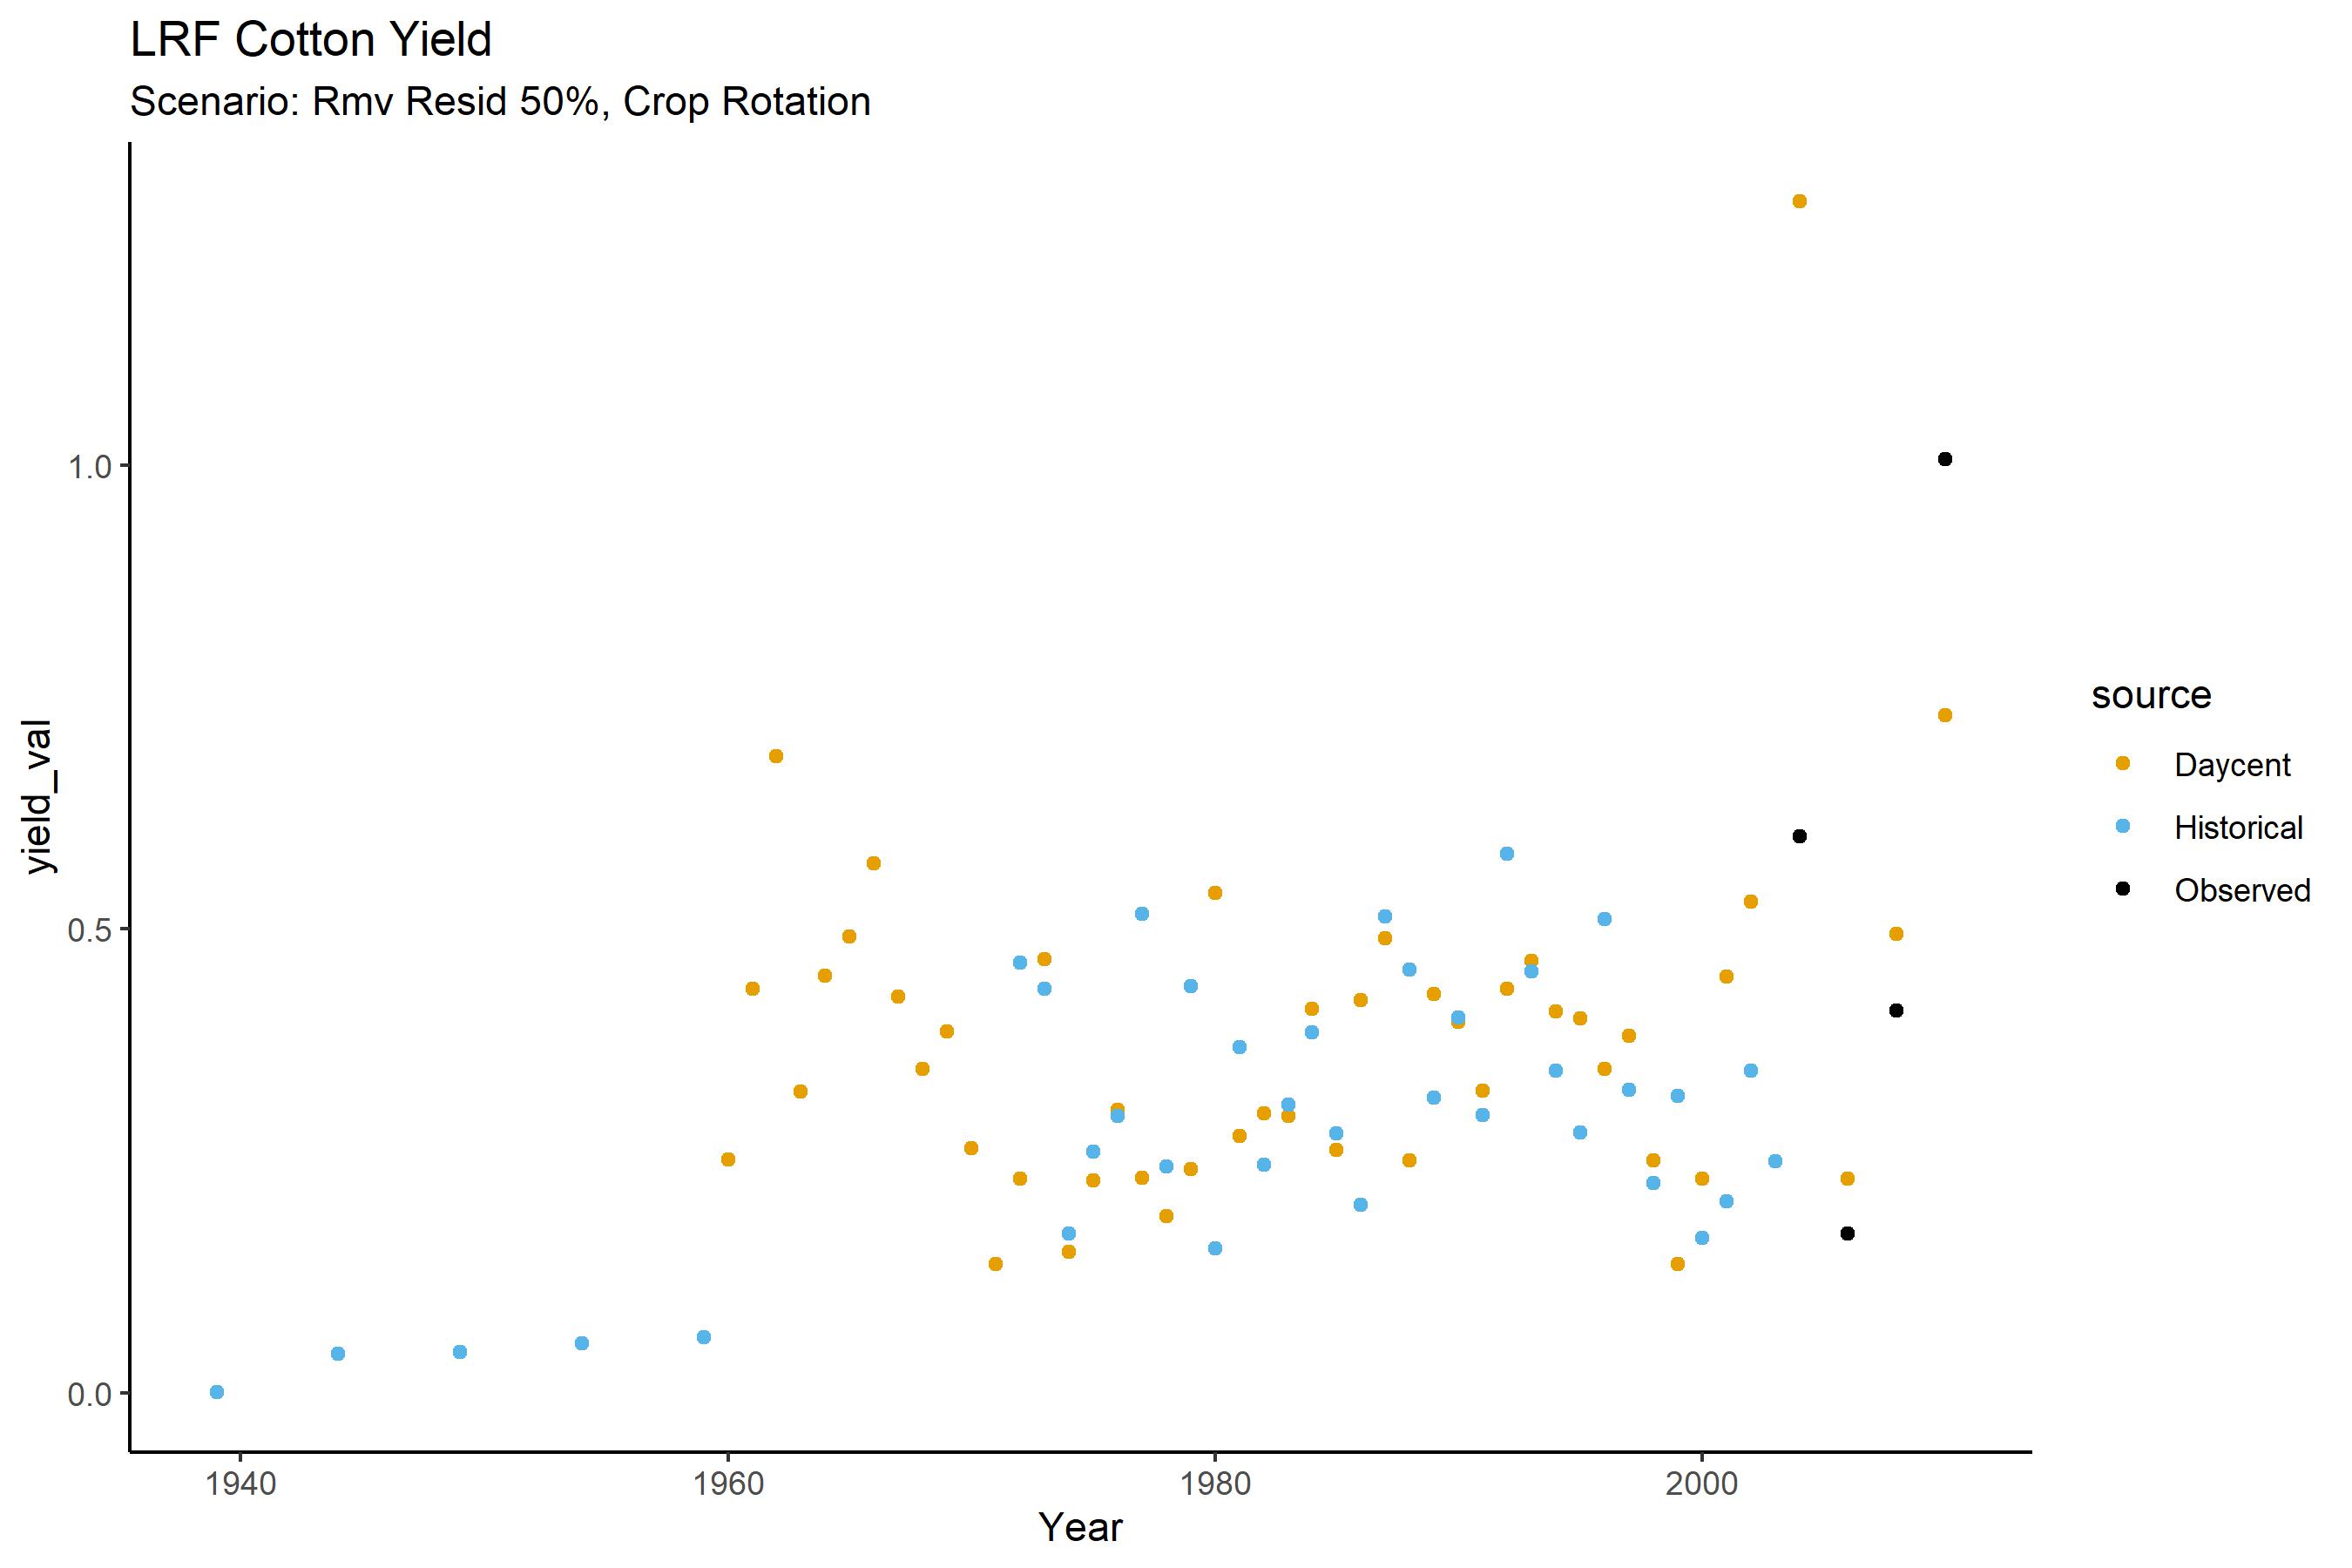 LRF Cotton Yield
Scenario: Rmv Resid 50%, Crop Rotation
yield_val
1.0
0.5
0.0
1940 1960 1980 2000
Year
source
Daycent
Historical
Observed